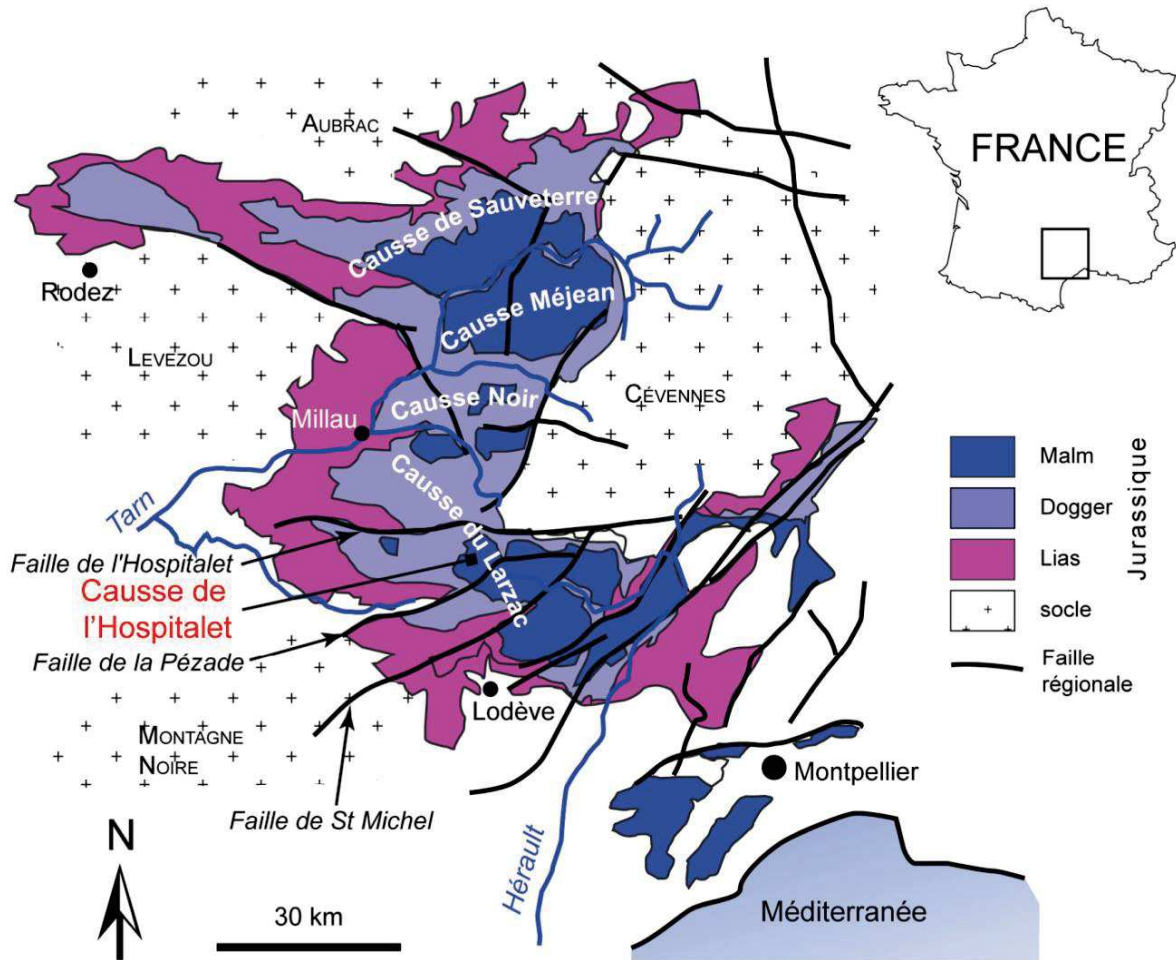 AUBRAC
FRANCE
Causse de Sauveterre
Rodez
Causse Méjean
LEVEZOU
CÉVENNES
Causse Noir
Millau
Causse du Larzac
Tarn
Faille de l'Hospitalet
Causse de
l'Hospitalet
Faille de la Pézade
Lodève
MONTAGNE
NOIRE
Faille de St Michel
Montpellier
Hérault
Méditerranée
Malm
Dogger
Lias
Jurassique
socle
Faille
régionale
N
30 km